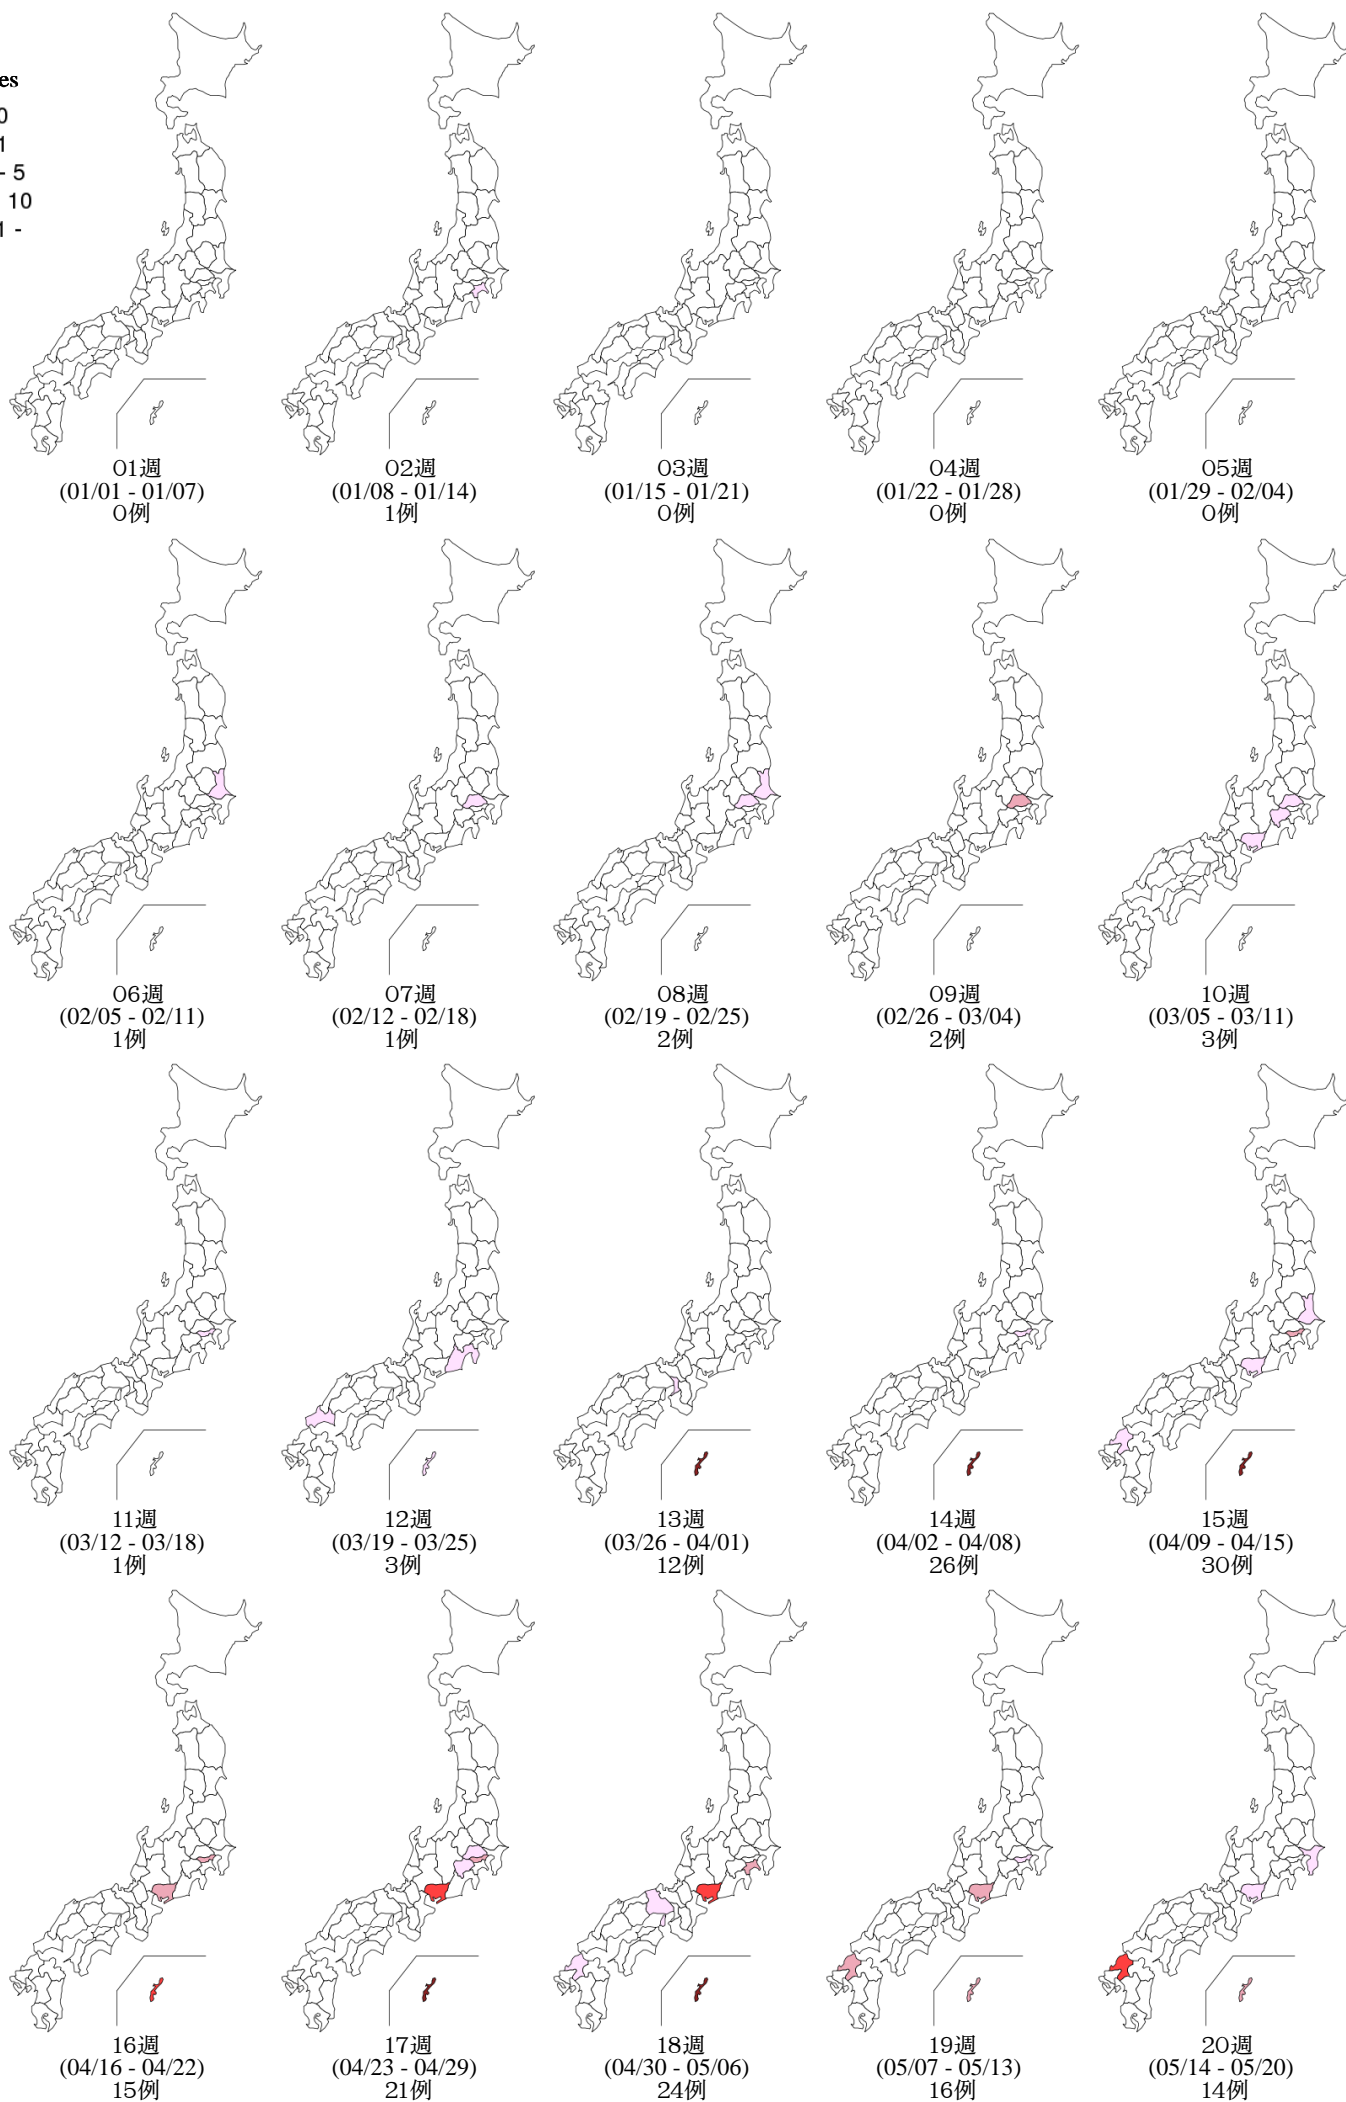 es
0
1
- 5
10
1 -
01週
(01/01 - 01/07)
0例
02週
(01/08 - 01/14)
1例
03週
(01/15 - 01/21)
0例
04週
(01/22 - 01/28)
0例
05週
(01/29 - 02/04)
0例
06週
(02/05 - 02/11)
1例
07週
(02/12 - 02/18)
1例
08週
(02/19 - 02/25)
2例
09週
(02/26 - 03/04)
2例
10週
(03/05 - 03/11)
3例
11週
(03/12 - 03/18)
1例
12週
(03/19 - 03/25)
3例
13週
(03/26 - 04/01)
12例
14週
(04/02 - 04/08)
26例
15週
(04/09 - 04/15)
30例
16週
(04/16 - 04/22)
15例
17週
(04/23 - 04/29)
21例
18週
(04/30 - 05/06)
24例
19週
(05/07 - 05/13)
16例
20週
(05/14 - 05/20)
14例